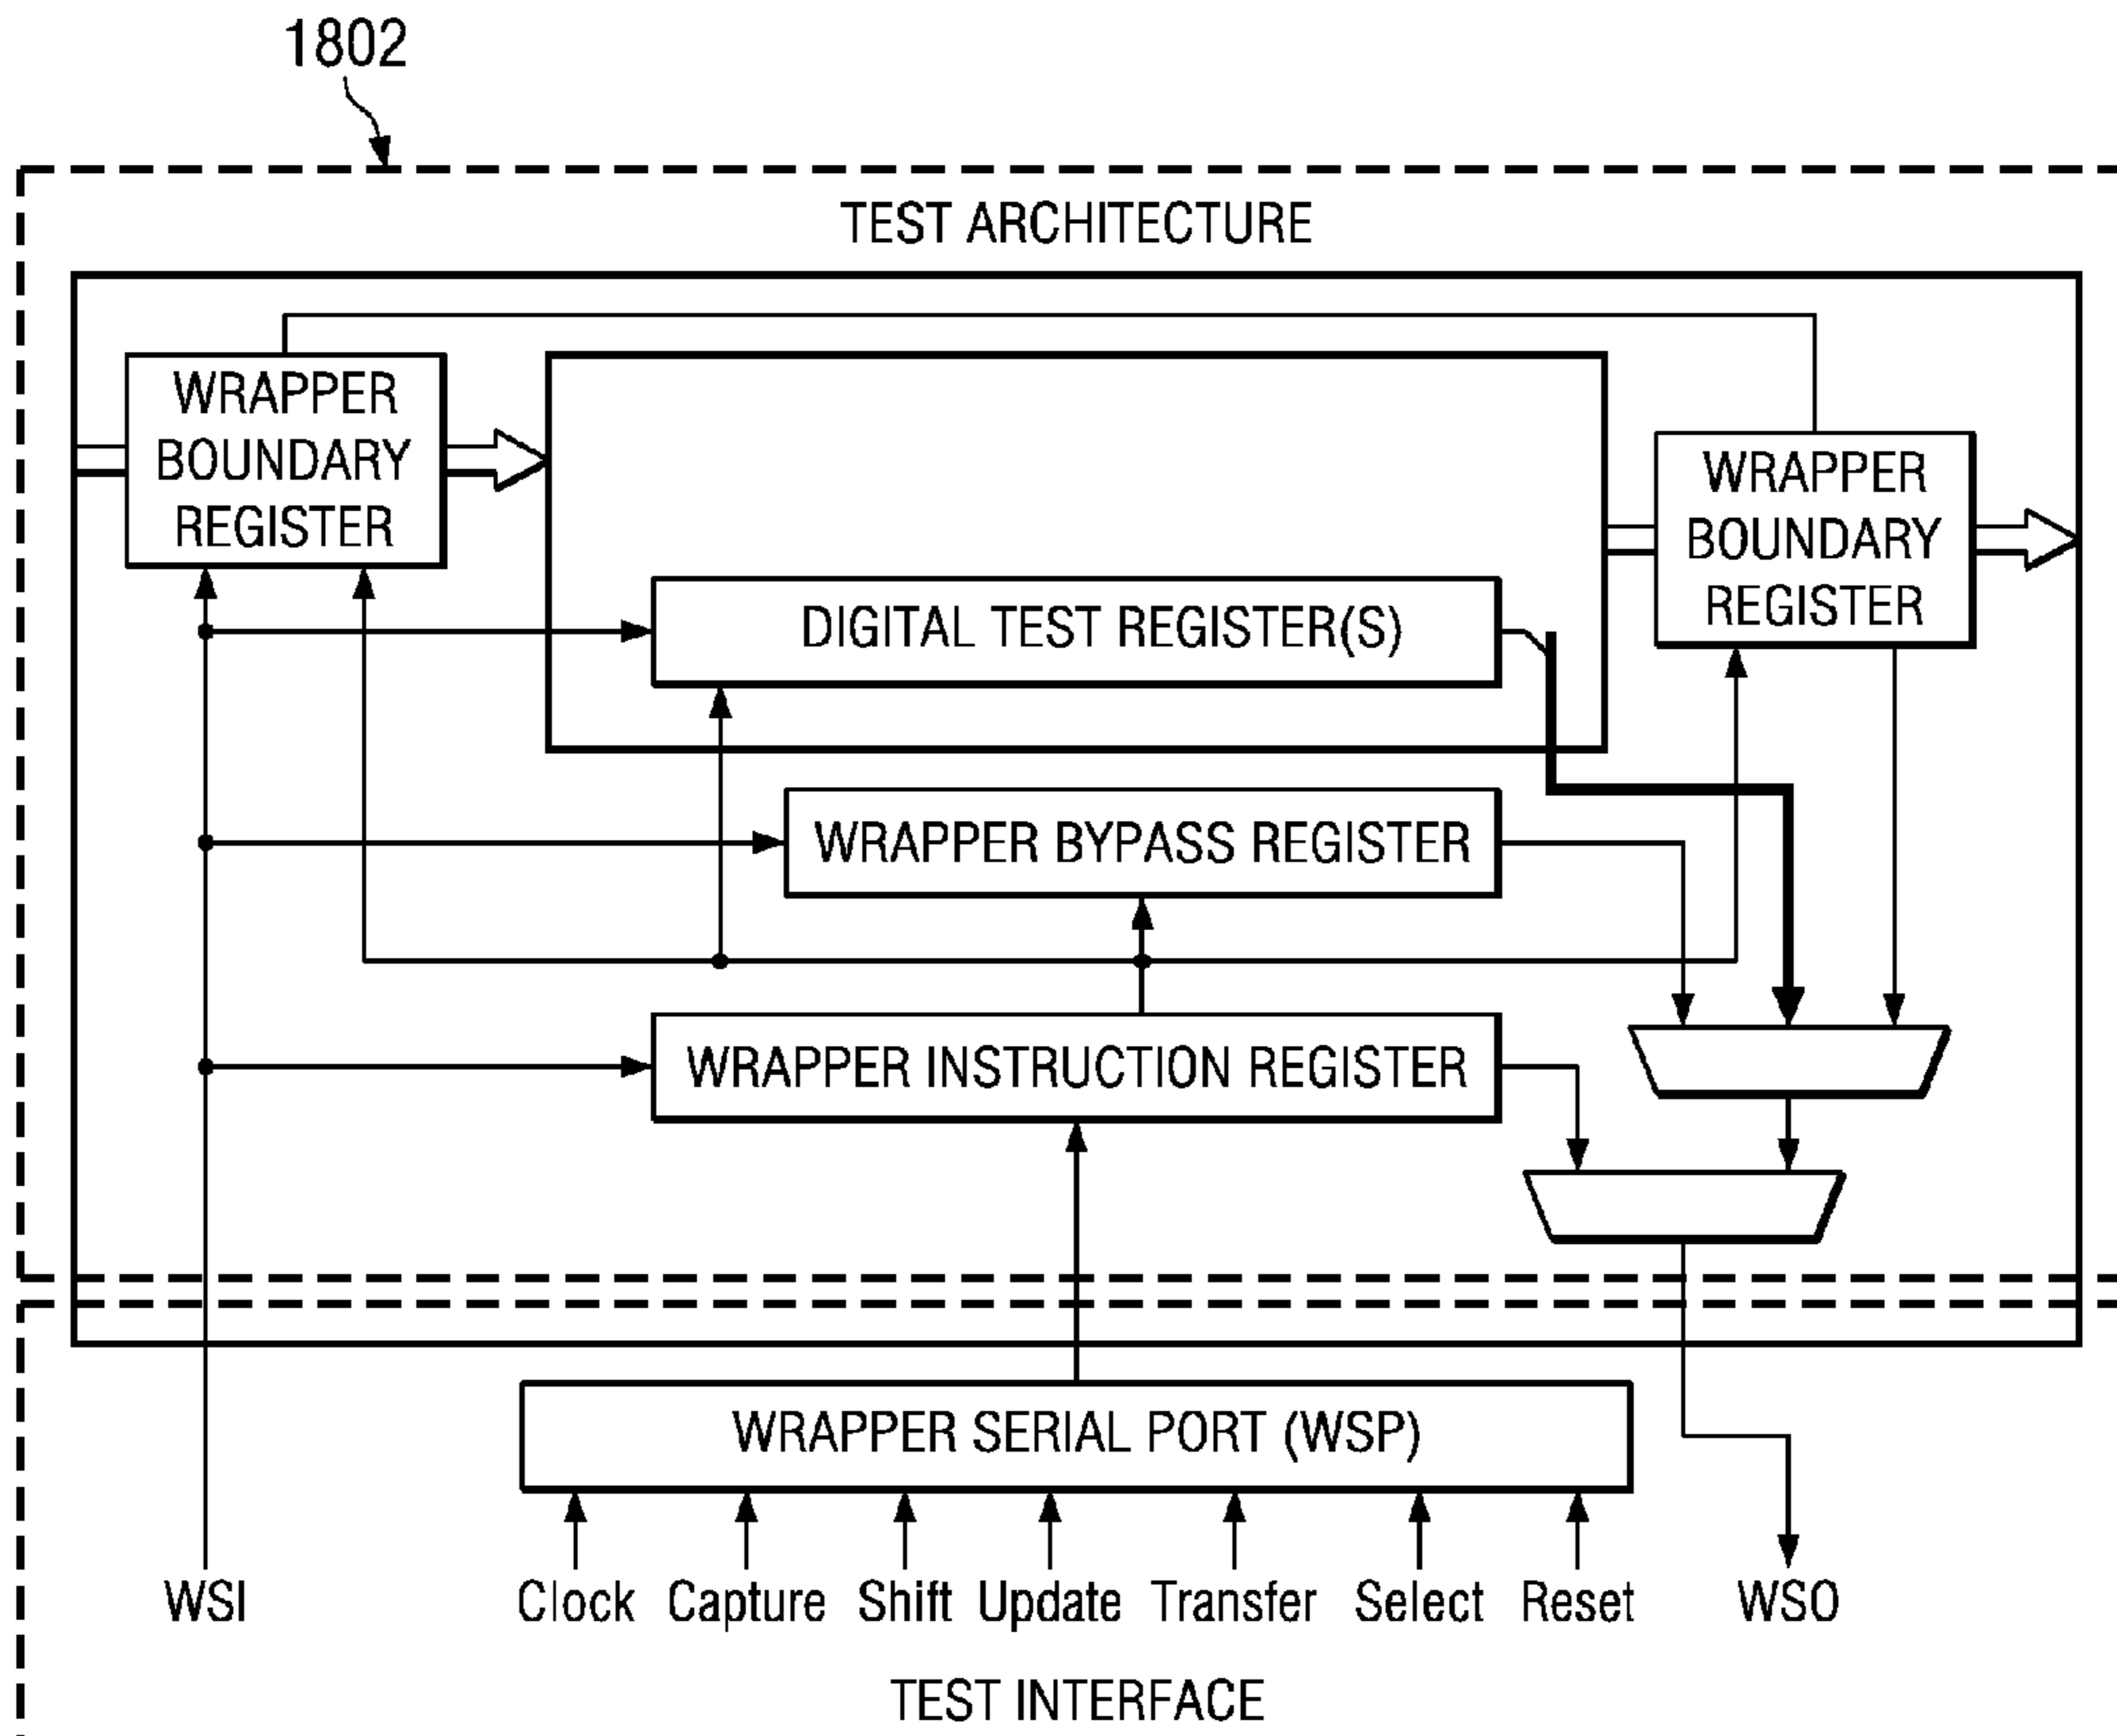 1802
TEST ARCHITECTURE
WRAPPER
BOUNDARY
REGISTER
WRAPPER
BOUNDARY
REGISTER
DIGITAL TEST REGISTER(S)
WRAPPER BYPASS REGISTER
WRAPPER INSTRUCTION REGISTER
WRAPPER SERIAL PORT (WSP)
WSI Clock Capture Shift Update Transfer Select Reset WSO
TEST INTERFACE